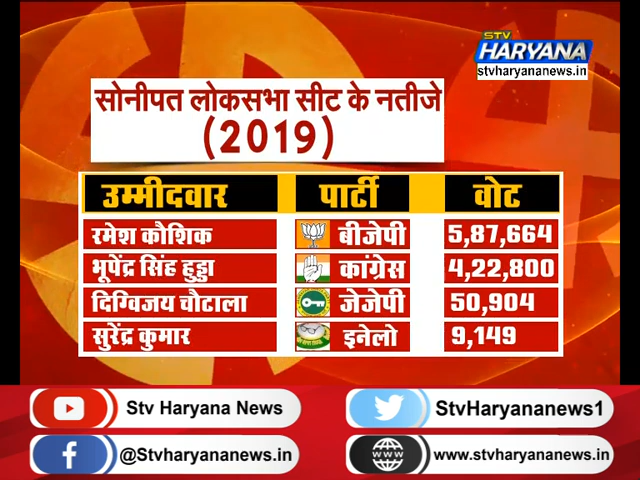 STV
HARYANA
stvharyananews.in
सोनीपत लोकसभा सीट के नतीजे
(2019)
उम्मीदवार पार्टी वोट
रमेश कौशिक बीजेपी 5,87,664
भूपेंद्र सिंह हुड्डा कांग्रेस 4,22,800
दिग्विजय चौटाला जेजेपी 50,904
सुरेंद्र कुमार इनेलो 9,149
Stv Haryana News StvHaryananews1
@Stvharyananews.in www.stvharyananews.in